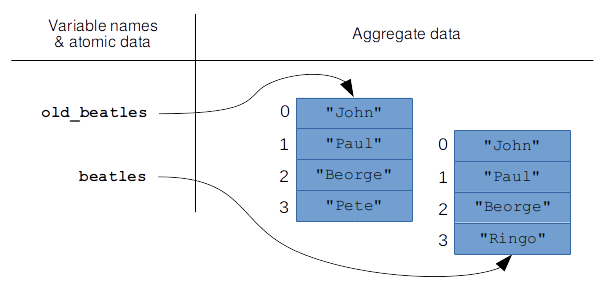 Variable names
& atomic data
Aggregate data
old_beatles
beatles
0 "John"
1 "Paul"
2 "Beorge"
3 "Pete"
0 "John"
1 "Paul"
2 "Beorge"
3 "Ringo"